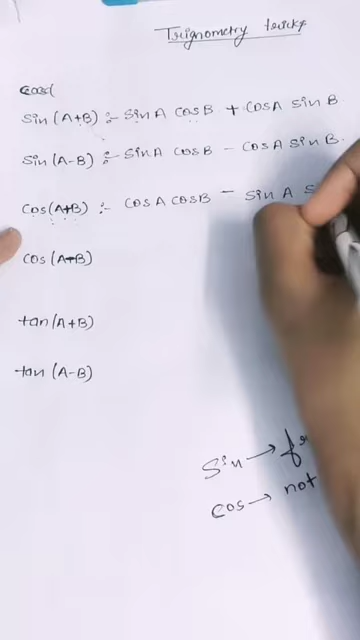 Trignometry tricks
cos(
Sin(A+B) :- Sin A cos B + cos A sin B
Sin(A-B) :- Sin A cos B - cos A sin B.
cos(A+B) :- cos A cos B - sin A
cos(A-B)
tan(A+B)
tan(A-B)
Sin →
cos → not